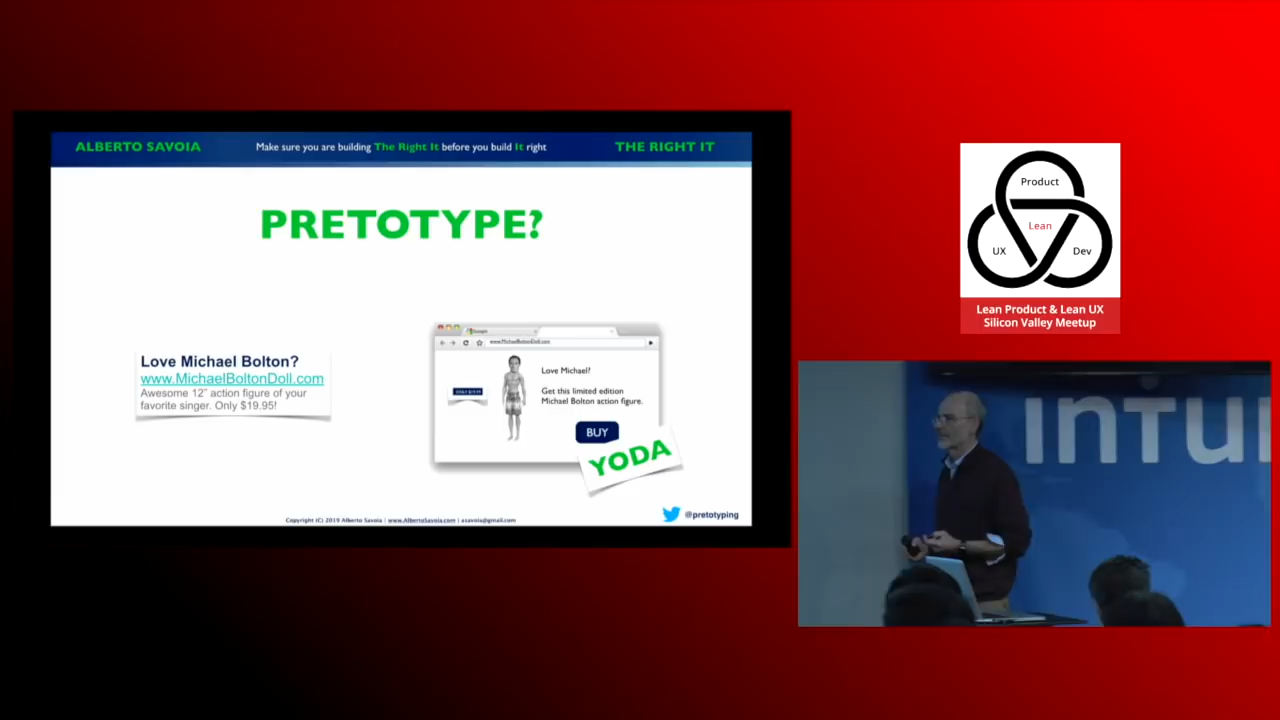 ALBERTO SAVOIA
Make sure you are building The Right It before you build It right
THE RIGHT IT
PRETOTYPE?
Love Michael Bolton?
www.MichaelBoltonDoll.com
Awesome 12” action figure of your
favorite singer. Only $19.95!
www.MichaelBoltonDoll.com
Love Michael?
Get this limited edition
Michael Bolton action figure.
BUY
YODA
Copyright (C) 2019 Alberto Savoia | www.AlbertoSavoia.com | asavoia@gmail.com
@pretotyping
Product
Lean
UX
Dev
Lean Product & Lean UX
Silicon Valley Meetup
INTU